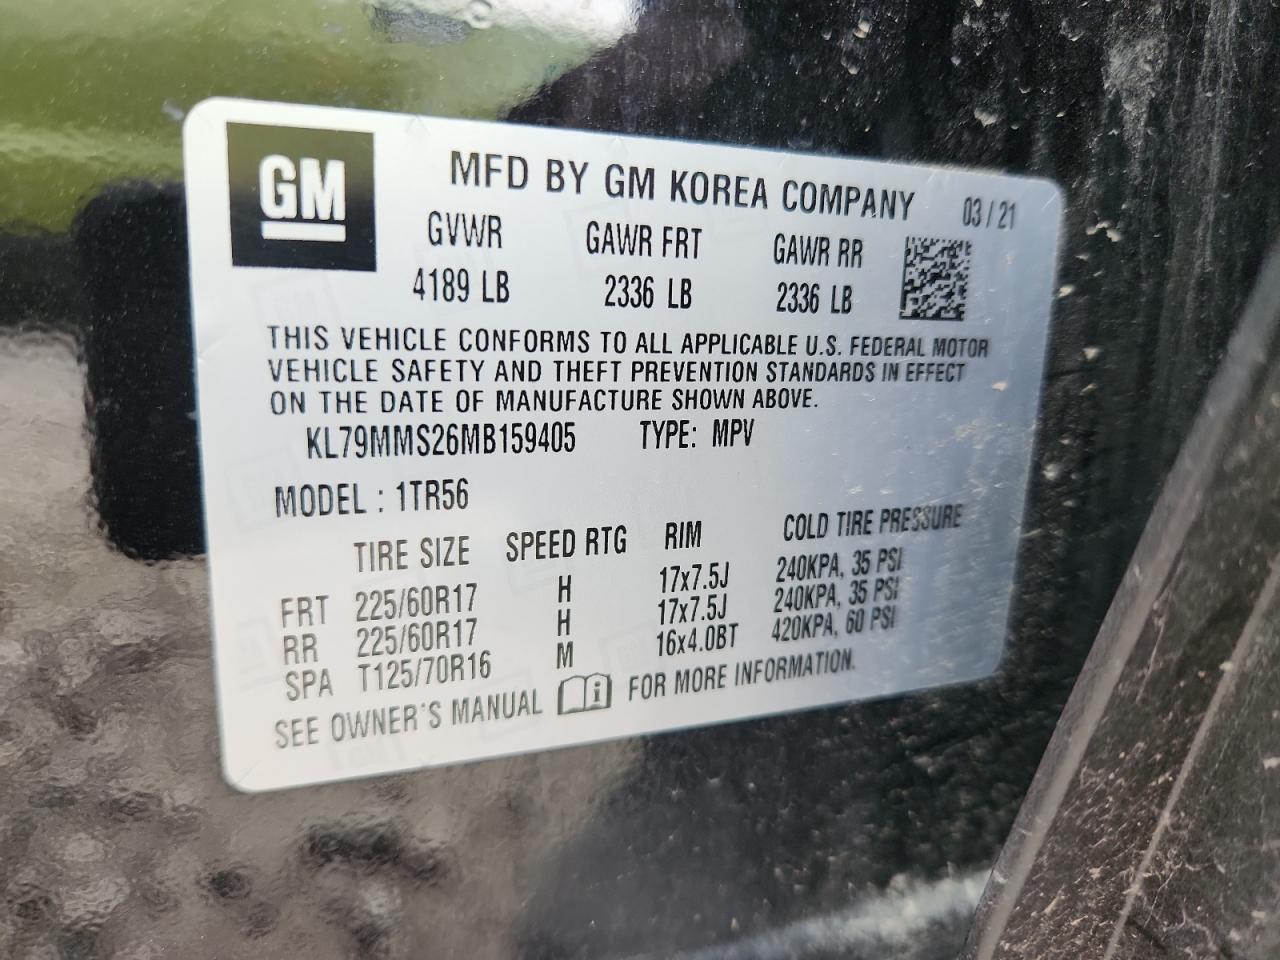 GM
MFD BY GM KOREA COMPANY 03/21
GVWR GAWR FRT GAWR RR
4189 LB 2336 LB 2336 LB
THIS VEHICLE CONFORMS TO ALL APPLICABLE U.S. FEDERAL MOTOR
VEHICLE SAFETY AND THEFT PREVENTION STANDARDS IN EFFECT
ON THE DATE OF MANUFACTURE SHOWN ABOVE.
KL79MMS26MB159405 TYPE: MPV
MODEL : 1TR56
TIRE SIZE SPEED RTG RIM COLD TIRE PRESSURE
FRT 225/60R17 H 17x7.5J 240KPA, 35 PSI
RR 225/60R17 H 17x7.5J 240KPA, 35 PSI
SPA T125/70R16 M 16x4.0BT 420KPA, 60 PSI
SEE OWNER'S MANUAL i FOR MORE INFORMATION.